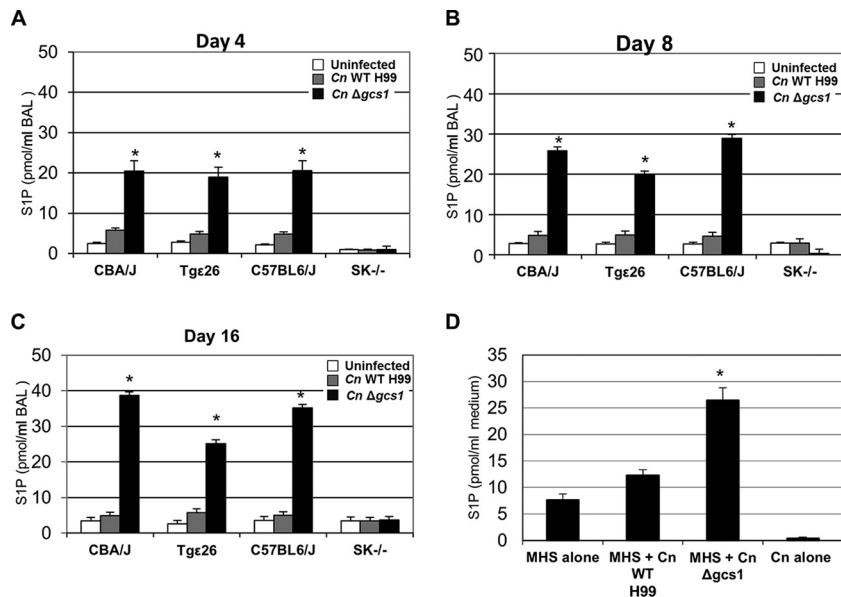 A
Day 4
S1P (pmol/ml BAL)
50
40
30
20
10
0
Uninfected
Cn WT H99
Cn Δgcs1
*
*
*
CBA/J
Tgε26
C57BL6/J
SK-/-
B
Day 8
S1P (pmol/ml BAL)
50
40
30
20
10
0
Uninfected
Cn WT H99
Cn Δgcs1
*
*
*
CBA/J
Tgε26
C57BL6/J
SK-/-
C
Day 16
S1P (pmol/ml BAL)
50
40
30
20
10
0
Uninfected
Cn WT H99
Cn Δgcs1
*
*
*
CBA/J
Tgε26
C57BL6/J
SK-/-
D
S1P (pmol/ml medium)
35
30
25
20
15
10
5
0
*
MHS alone
MHS + Cn
WT
H99
MHS + Cn
Δgcs1
Cn alone